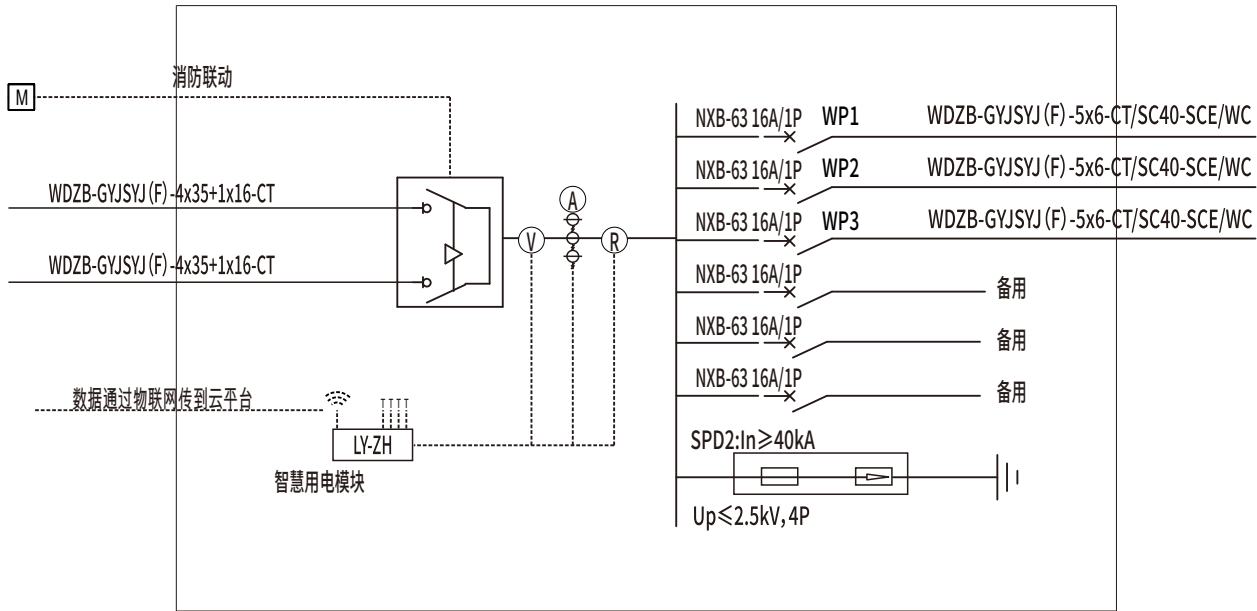 消防联动
M
WDZB-GYJSYJ(F)-4x35+1x16-CT
WDZB-GYJSYJ(F)-4x35+1x16-CT
A
V
R
NXB-63 16A/1P WP1 WDZB-GYJSYJ(F)-5x6-CT/SC40-SCE/WC
NXB-63 16A/1P WP2 WDZB-GYJSYJ(F)-5x6-CT/SC40-SCE/WC
NXB-63 16A/1P WP3 WDZB-GYJSYJ(F)-5x6-CT/SC40-SCE/WC
NXB-63 16A/1P 备用
NXB-63 16A/1P 备用
NXB-63 16A/1P 备用
数据通过物联网传到云平台
LY-ZH
智慧用电模块
SPD2:In≥40kA
Up≤2.5kV,4P